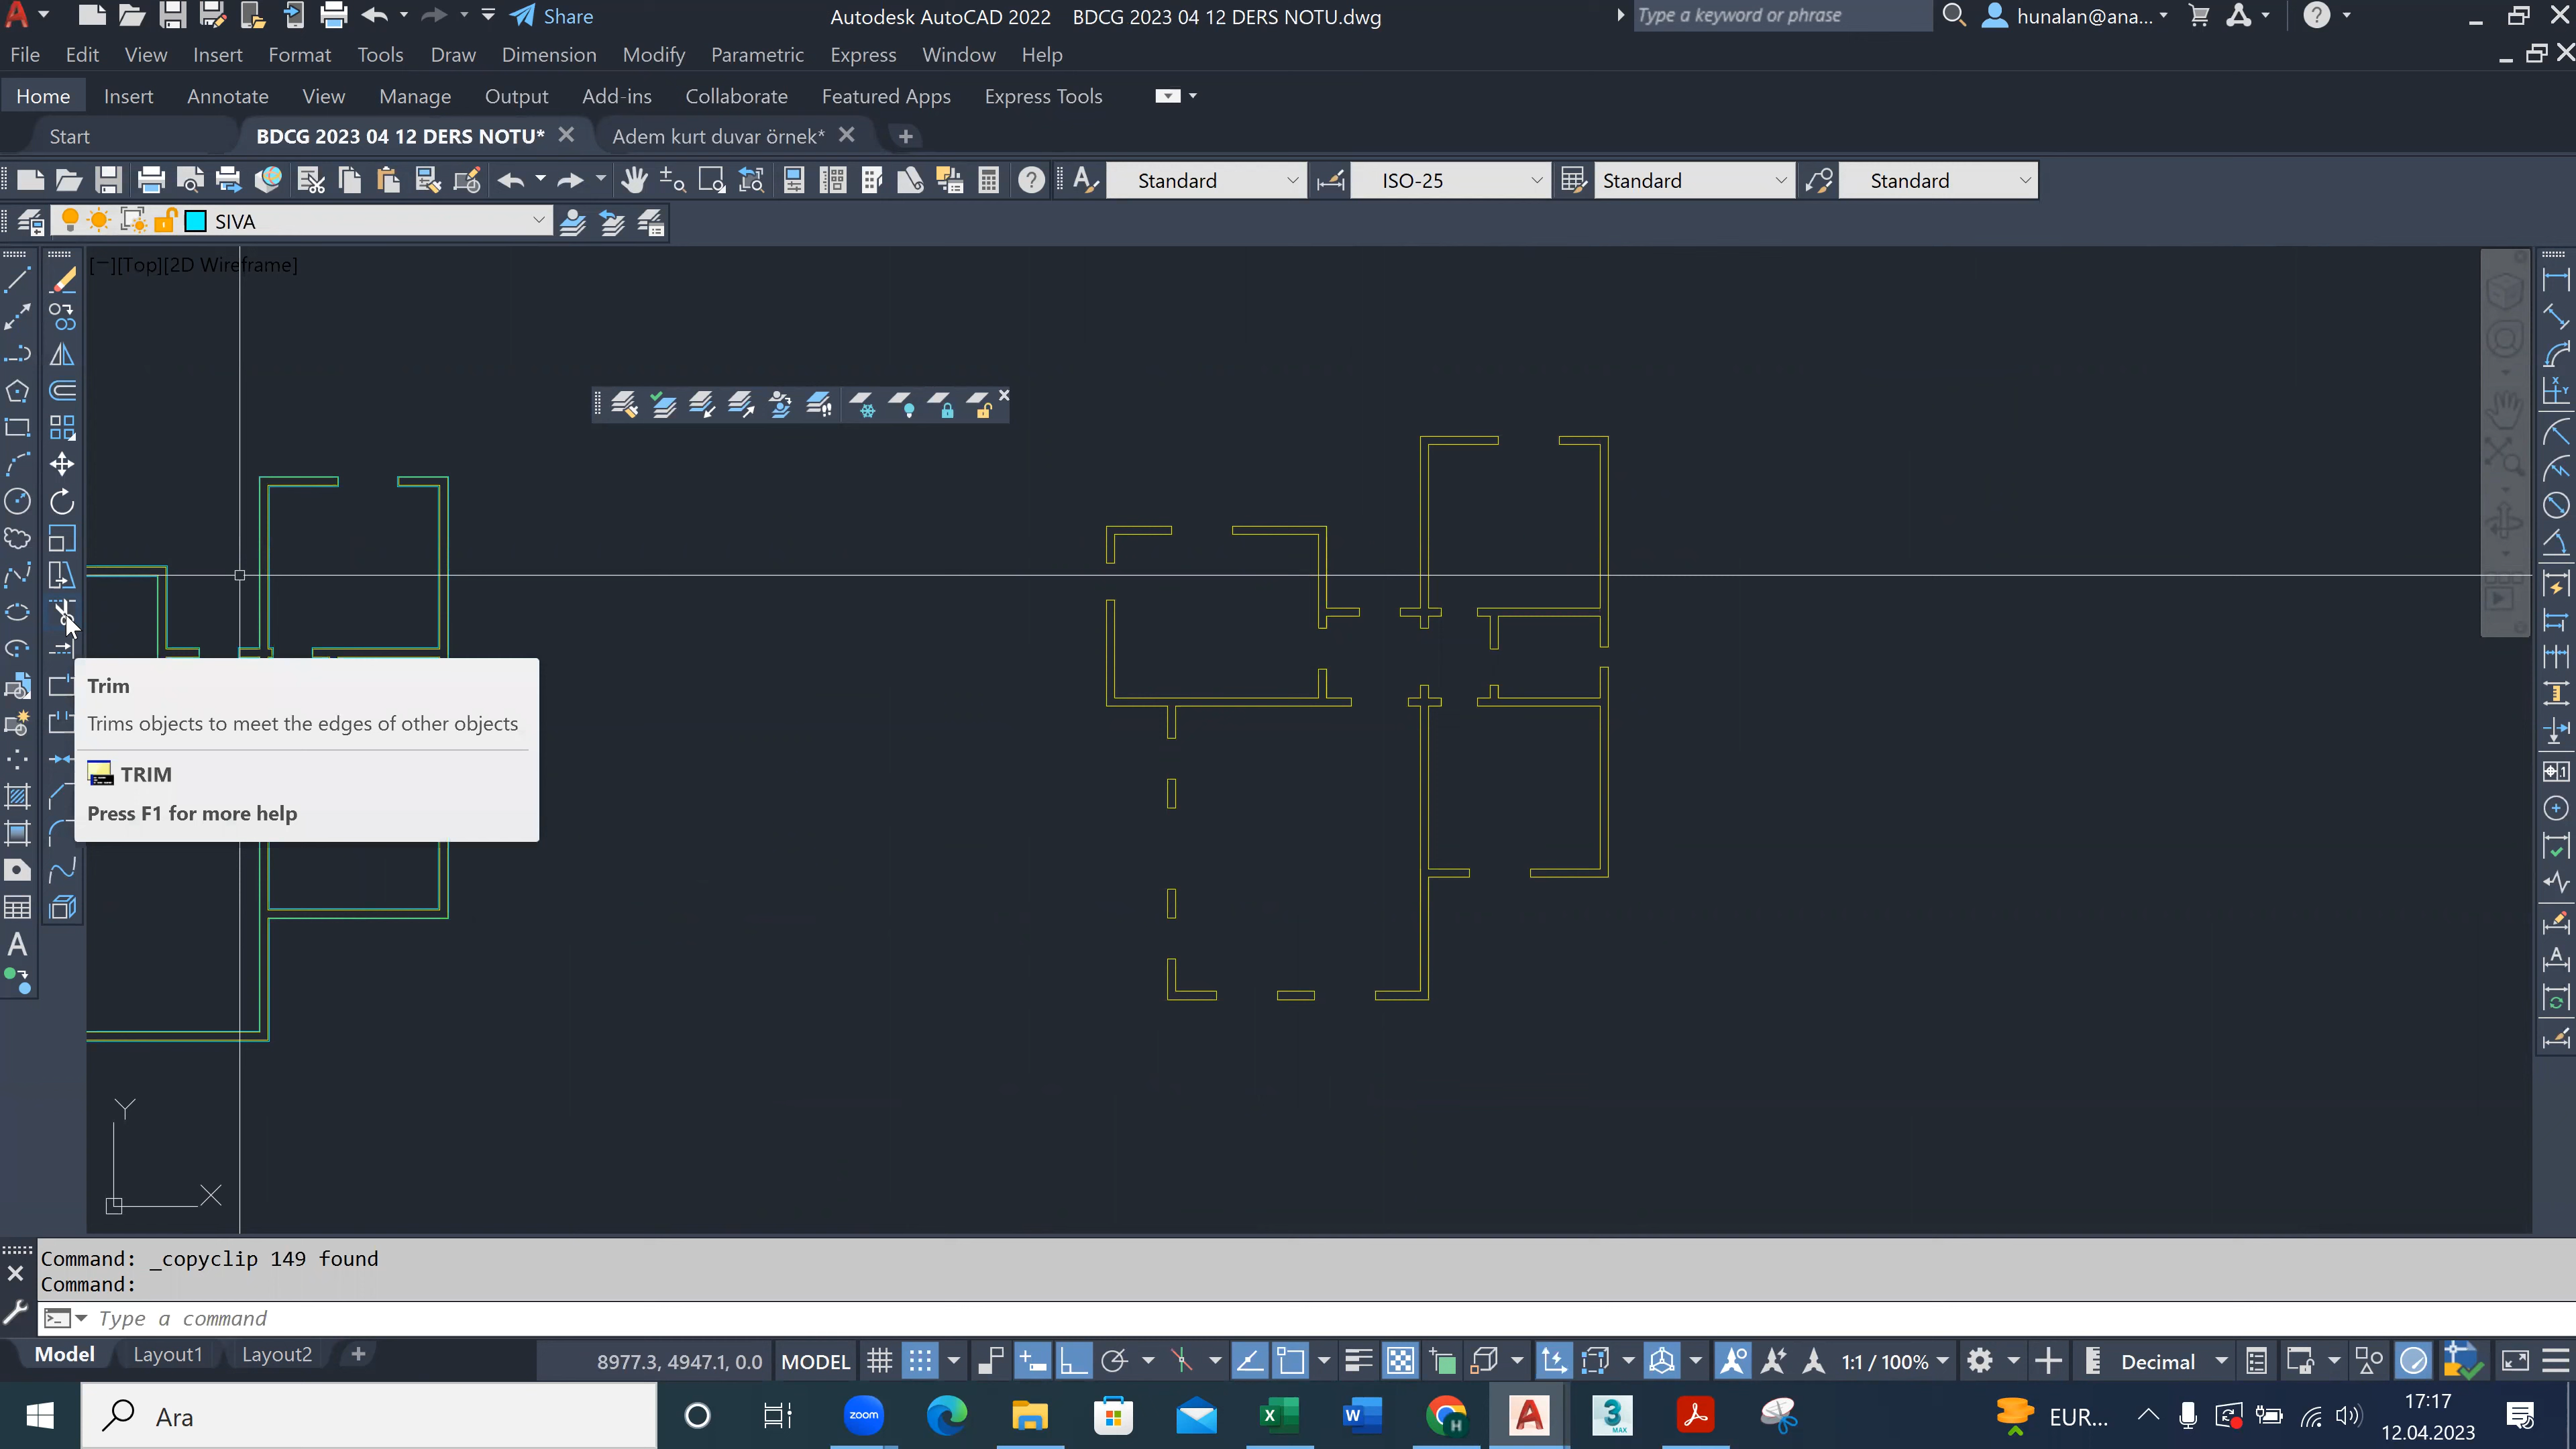 Share
Autodesk AutoCAD 2022 BDCG 2023 04 12 DERS NOTU.dwg
Type a keyword or phrase
hunalan@ana...
File Edit View Insert Format Tools Draw Dimension Modify Parametric Express Window Help
Home Insert Annotate View Manage Output Add-ins Collaborate Featured Apps Express Tools
Start
BDCG 2023 04 12 DERS NOTU*
Adem kurt duvar örnek*
Standard
ISO-25
Standard
Standard
SIVA
[−][Top][2D Wireframe]
Trim
Trims objects to meet the edges of other objects
TRIM
Press F1 for more help
Y
X
Command: _copyclip 149 found
Command:
Type a command
Model Layout1 Layout2
8977.3, 4947.1, 0.0 MODEL
1:1 / 100%
Decimal
Ara
zoom
EUR...
17:17
12.04.2023